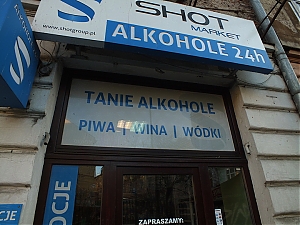 SHOT
MARKET
www.shotgroup.pl
ALKOHOLE 24h
TANIE ALKOHOLE
PIWA | WINA | WÓDKI
ZAPRASZAMY!